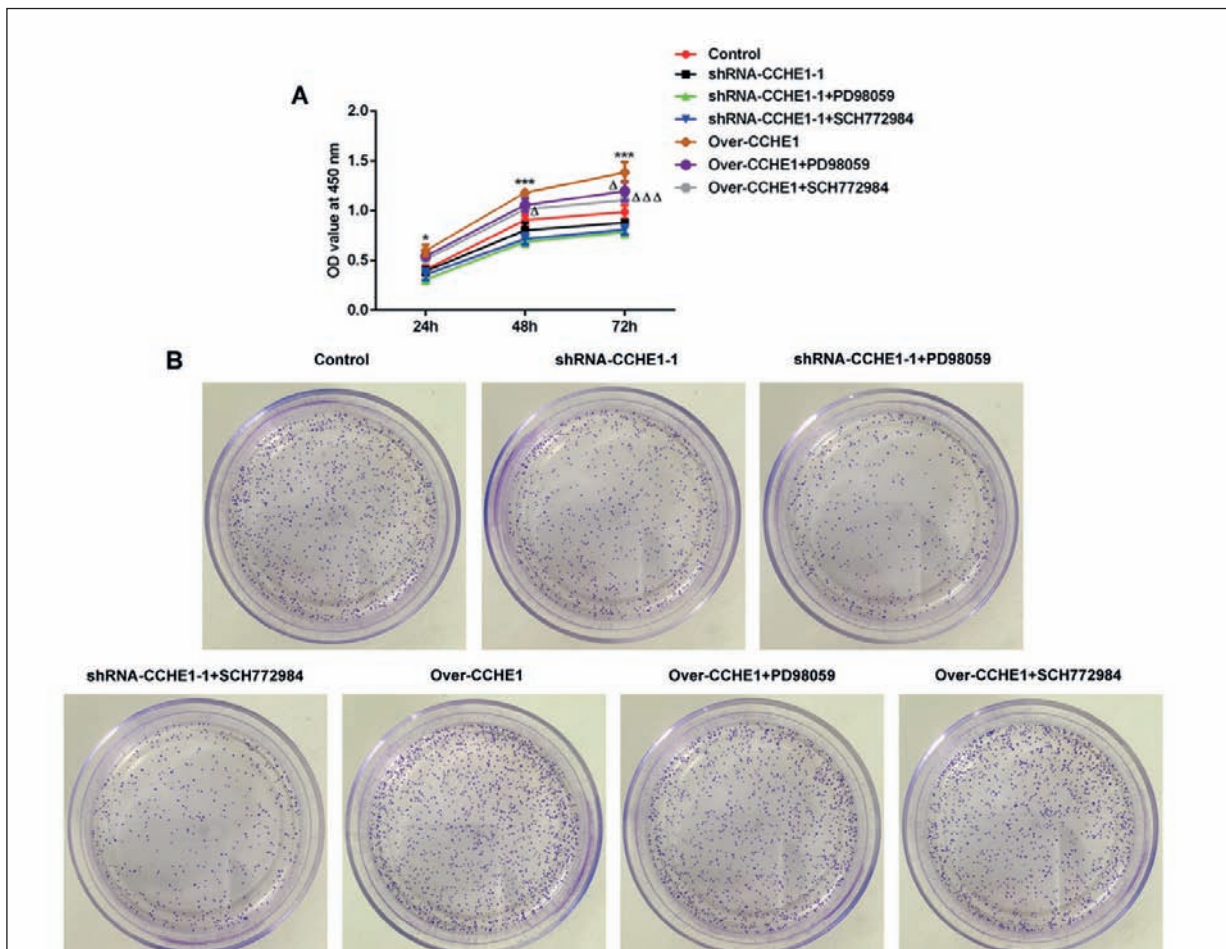 Control
shRNA-CCHE1-1
shRNA-CCHE1-1+PD98059
shRNA-CCHE1-1+SCH772984
Over-CCHE1
Over-CCHE1+PD98059
Over-CCHE1+SCH772984
A
2.0
1.5
1.0
0.5
0.0
OD value at 450 nm
*
***
Δ
***
Δ
ΔΔΔ
24h 48h 72h
B
Control shRNA-CCHE1-1 shRNA-CCHE1-1+PD98059
shRNA-CCHE1-1+SCH772984 Over-CCHE1 Over-CCHE1+PD98059 Over-CCHE1+SCH772984